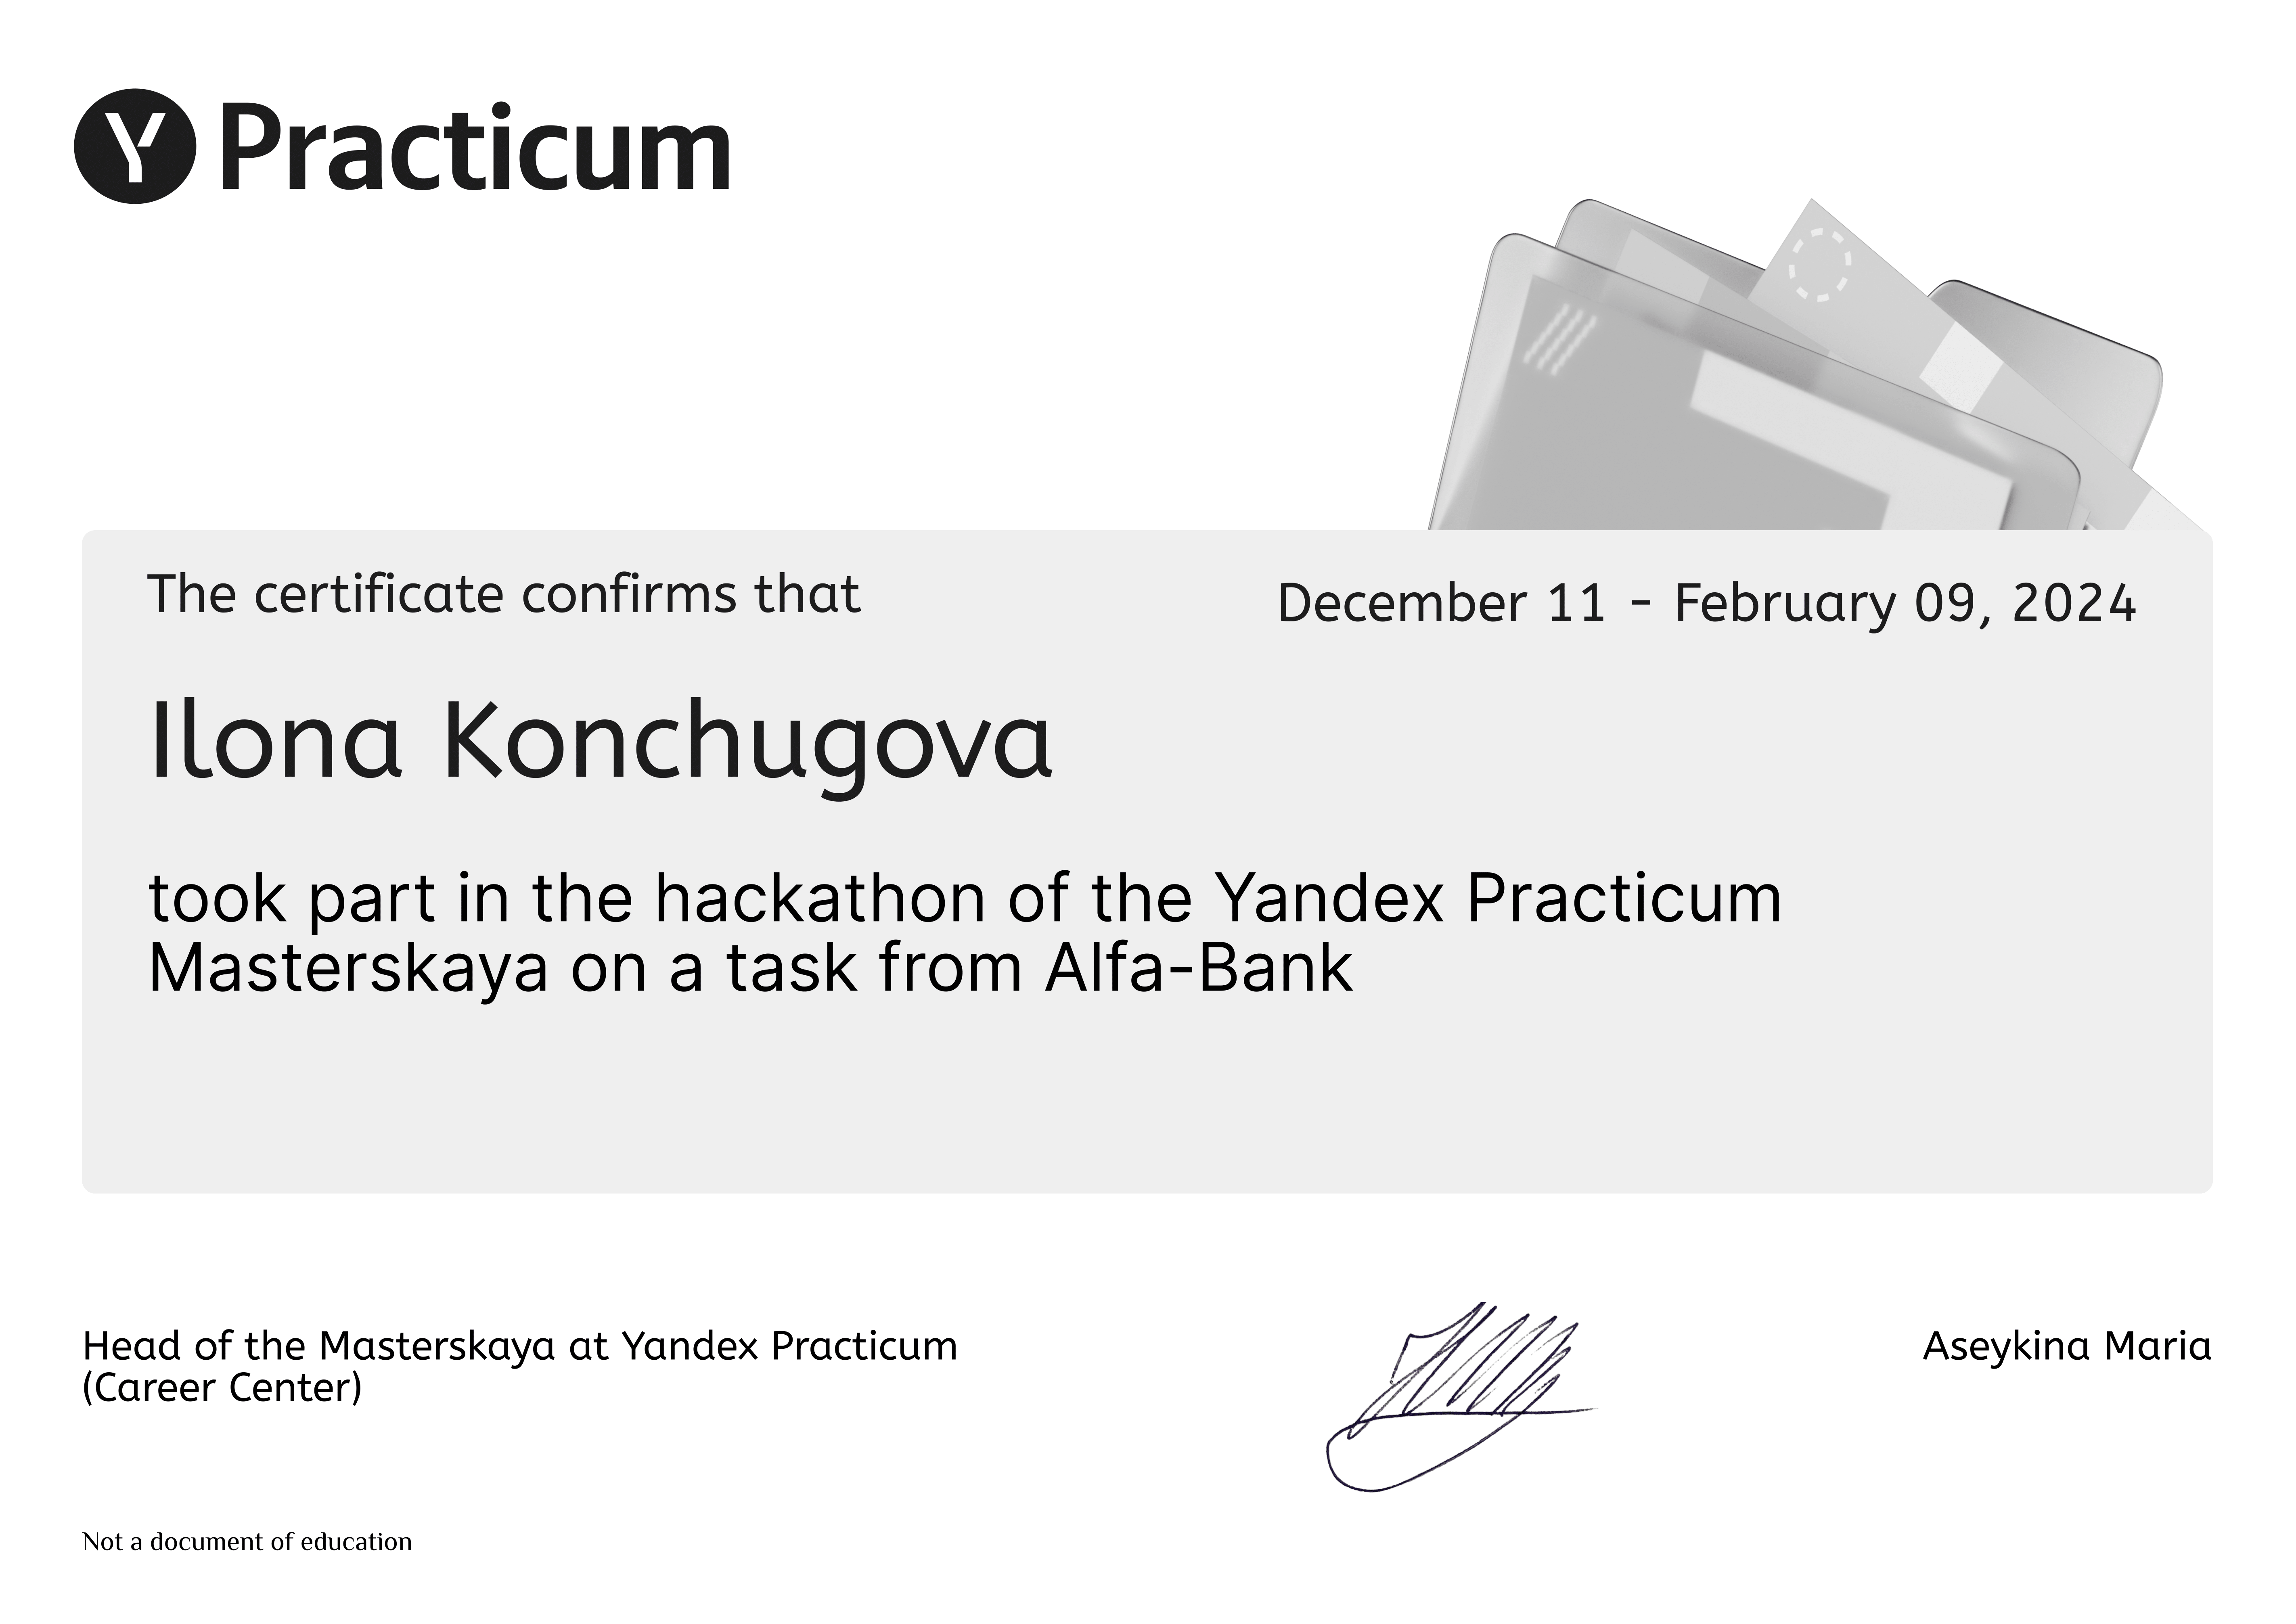 Y Practicum
The certificate confirms that
December 11 - February 09, 2024
Ilona Konchugova
took part in the hackathon of the Yandex Practicum
Masterskaya on a task from Alfa-Bank
Head of the Masterskaya at Yandex Practicum
(Career Center)
Aseykina Maria
Not a document of education